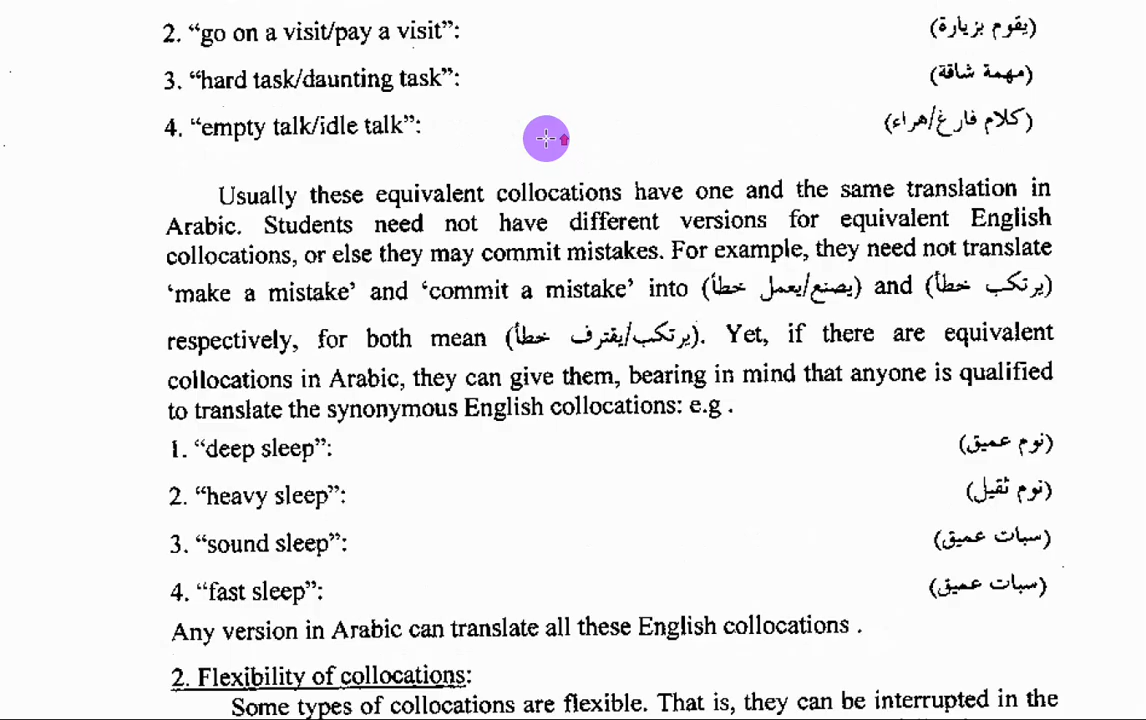 2. “go on a visit/pay a visit”: (يقوم بزيارة)
3. “hard task/daunting task”: (مهمة شاقة)
4. “empty talk/idle talk”: (كلام فارغ/هراء)
Usually these equivalent collocations have one and the same translation in
Arabic. Students need not have different versions for equivalent English
collocations, or else they may commit mistakes. For example, they need not translate
‘make a mistake’ and ‘commit a mistake’ into (يصنع/يعمل خطأ) and (يرتكب خطأ)
respectively, for both mean (يرتكب/يقترف خطأ). Yet, if there are equivalent
collocations in Arabic, they can give them, bearing in mind that anyone is qualified
to translate the synonymous English collocations: e.g .
1. “deep sleep”: (نوم عميق)
2. “heavy sleep”: (نوم ثقيل)
3. “sound sleep”: (سبات عميق)
4. “fast sleep”: (سبات عميق)
Any version in Arabic can translate all these English collocations .
2. Flexibility of collocations:
Some types of collocations are flexible. That is, they can be interrupted in the